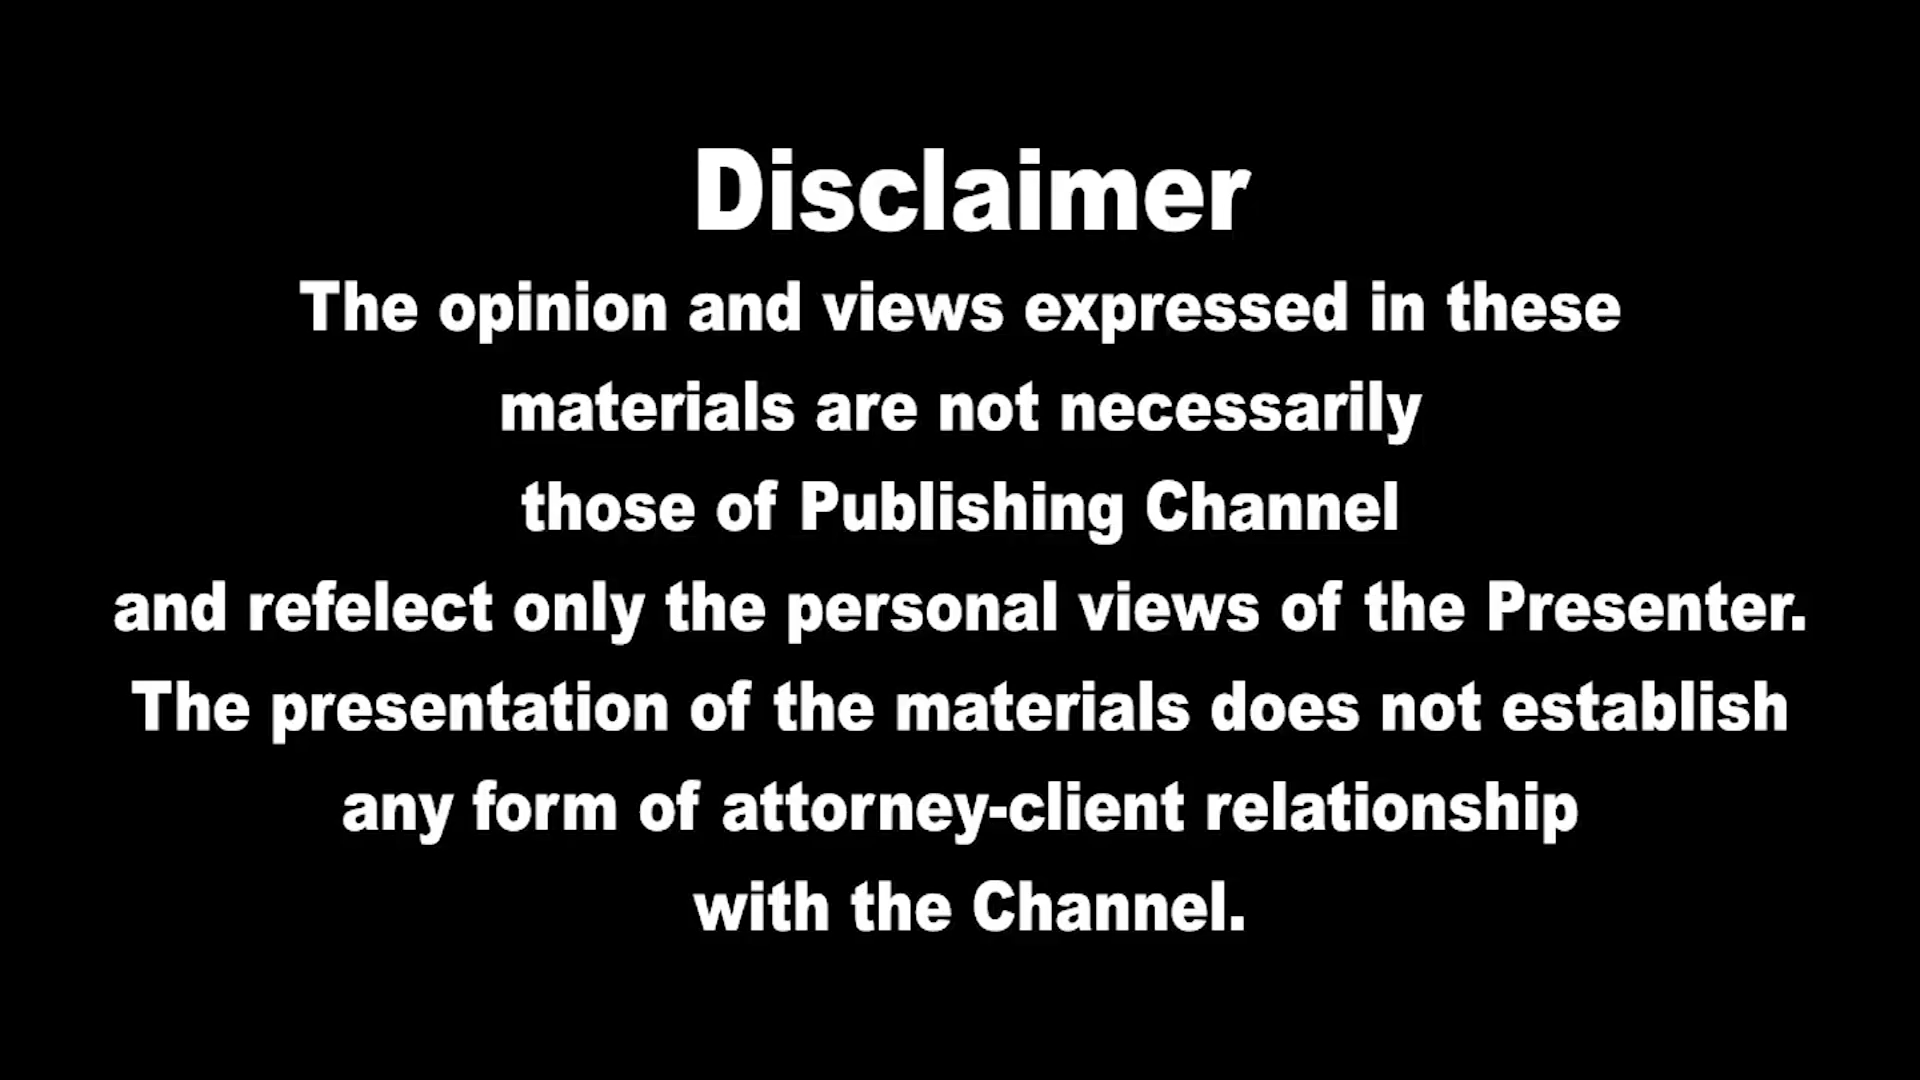 Disclaimer
The opinion and views expressed in these
materials are not necessarily
those of Publishing Channel
and refelect only the personal views of the Presenter.
The presentation of the materials does not establish
any form of attorney-client relationship
with the Channel.